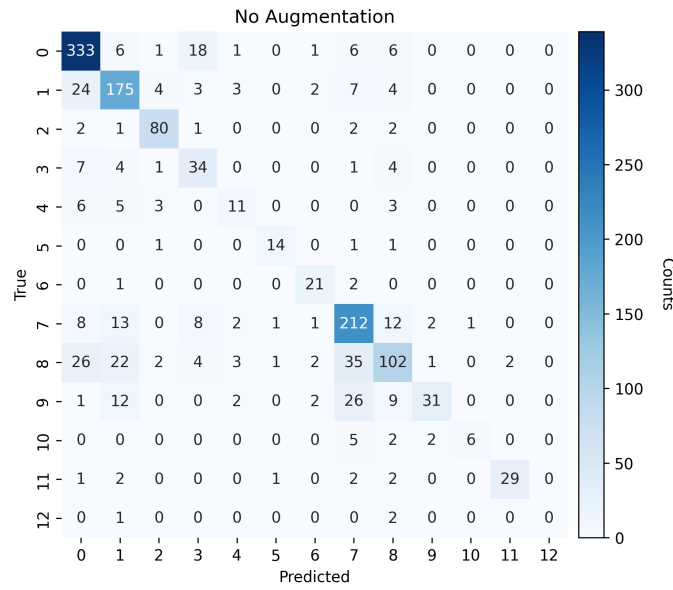 No Augmentation
0 333 6 1 18 1 0 1 6 6 0 0 0 0
1 24 175 4 3 3 0 2 7 4 0 0 0 0
2 2 1 80 1 0 0 0 2 2 0 0 0 0
3 7 4 1 34 0 0 0 1 4 0 0 0 0
4 6 5 3 0 11 0 0 0 3 0 0 0 0
5 0 0 1 0 0 14 0 1 1 0 0 0 0
6 0 1 0 0 0 0 21 2 0 0 0 0 0
7 8 13 0 8 2 1 1 212 12 2 1 0 0
8 26 22 2 4 3 1 2 35 102 1 0 2 0
9 1 12 0 0 2 0 2 26 9 31 0 0 0
10 0 0 0 0 0 0 0 5 2 2 6 0 0
11 1 2 0 0 0 1 0 2 2 0 0 29 0
12 0 1 0 0 0 0 0 0 2 0 0 0 0
0 1 2 3 4 5 6 7 8 9 10 11 12
Predicted
True
300
250
200
150
100
50
0
Counts